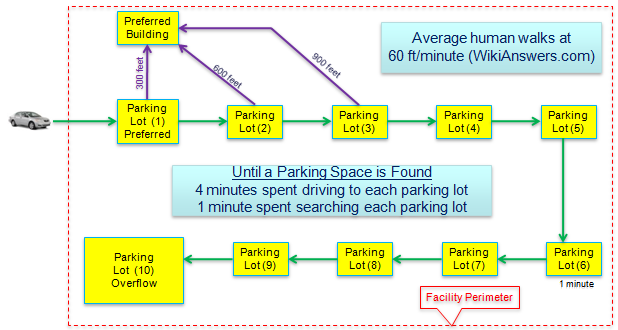 Preferred
Building
Average human walks at
60 ft/minute (WikiAnswers.com)
300 feet
600 feet
900 feet
Parking
Lot (1)
Preferred
Parking
Lot (2)
Parking
Lot (3)
Parking
Lot (4)
Parking
Lot (5)
Until a Parking Space is Found
4 minutes spent driving to each parking lot
1 minute spent searching each parking lot
Parking
Lot (10)
Overflow
Parking
Lot (9)
Parking
Lot (8)
Parking
Lot (7)
Parking
Lot (6)
1 minute
Facility Perimeter